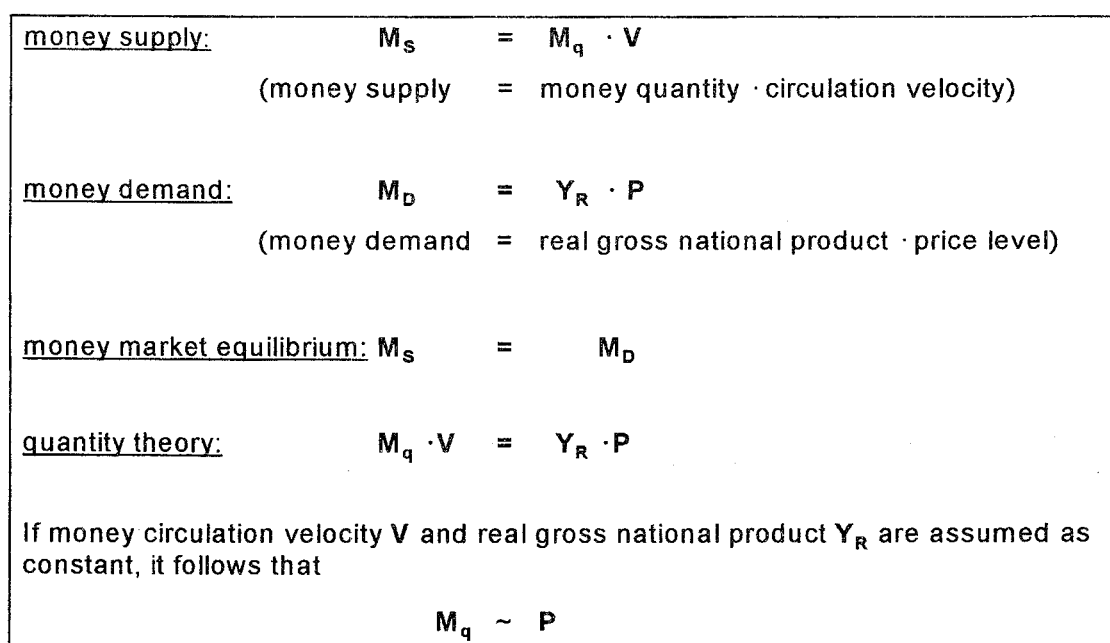 money supply: M_S = M_q · V
(money supply = money quantity · circulation velocity)
money demand: M_D = Y_R · P
(money demand = real gross national product · price level)
money market equilibrium: M_S = M_D
quantity theory: M_q · V = Y_R · P
If money circulation velocity V and real gross national product Y_R are assumed as
constant, it follows that
M_q ~ P